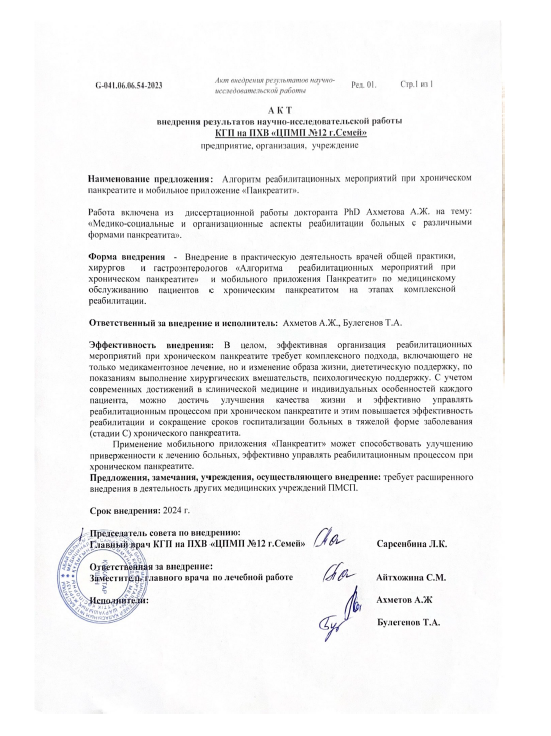 G-041.06.06.54-2023
Акт внедрения результатов научно-
исследовательской работы
Ред. 01.
Стр.1 из 1
А К Т
внедрения результатов научно-исследовательской работы
КГП на ПХВ «ЦПМП №12 г.Семей»
предприятие, организация, учреждение
Наименование предложения: Алгоритм реабилитационных мероприятий при хроническом
панкреатите и мобильное приложение «Панкреатит».
Работа включена из диссертационной работы докторанта PhD Ахметова А.Ж. на тему:
«Медико-социальные и организационные аспекты реабилитации больных с различными
формами панкреатита».
Форма внедрения - Внедрение в практическую деятельность врачей общей практики,
хирургов и гастроэнтерологов «Алгоритма реабилитационных мероприятий при
хроническом панкреатите» и мобильного приложения Панкреатит» по медицинскому
обслуживанию пациентов с хроническим панкреатитом на этапах комплексной
реабилитации.
Ответственный за внедрение и исполнитель: Ахметов А.Ж., Булегенов Т.А.
Эффективность внедрения: В целом, эффективная организация реабилитационных
мероприятий при хроническом панкреатите требует комплексного подхода, включающего не
только медикаментозное лечение, но и изменение образа жизни, диетическую поддержку, по
показаниям выполнение хирургических вмешательств, психологическую поддержку. С учетом
современных достижений в клинической медицине и индивидуальных особенностей каждого
пациента, можно достичь улучшения качества жизни и эффективно управлять
реабилитационным процессом при хроническом панкреатите и этим повышается эффективность
реабилитации и сокращение сроков госпитализации больных в тяжелой форме заболевания
(стадии С) хронического панкреатита.
Применение мобильного приложения «Панкреатит» может способствовать улучшению
приверженности к лечению больных, эффективно управлять реабилитационным процессом при
хроническом панкреатите.
Предложения, замечания, учреждения, осуществляющего внедрение: требует расширенного
внедрения в деятельность других медицинских учреждений ПМСП.
Срок внедрения: 2024 г.
Председатель совета по внедрению:
Главный врач КГП на ПХВ «ЦПМП №12 г.Семей»
Сарсенбина Л.К.
Ответственная за внедрение:
Заместитель главного врача по лечебной работе
Айтхожина С.М.
Исполнители:
Ахметов А.Ж
Булегенов Т.А.